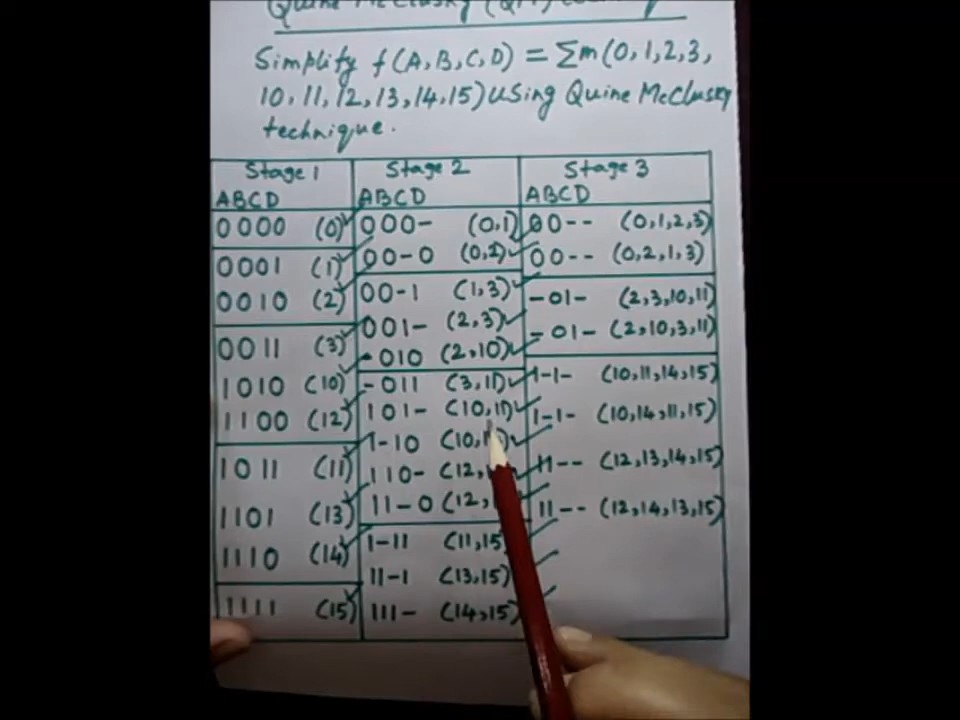 Quine McClusky (QM)
Simplify f(A,B,C,D) = Σm(0,1,2,3,
10,11,12,13,14,15) using Quine McClusky
technique.
Stage 1 Stage 2 Stage 3
ABCD ABCD ABCD
0000 (0)✓ 000- (0,1)✓ 00-- (0,1,2,3)
0001 (1)✓ 00-0 (0,2)✓ 00-- (0,2,1,3)
0010 (2)✓ 00-1 (1,3)✓ -01- (2,3,10,11)
0011 (3)✓ 001- (2,3)✓ -01- (2,10,3,11)
1010 (10)✓ -010 (2,10)✓ 1-1- (10,11,14,15)
1100 (12)✓ -011 (3,11)✓ 1-1- (10,14,11,15)
1011 (11)✓ 101- (10,11)✓ 11-- (12,13,14,15)
1101 (13)✓ 1-10 (10, ✓ 11-- (12,14,13,15)
1110 (14)✓ 110- (12, ✓
1111 (15)✓ 11-0 (12, ✓
1-11 (11,15) ✓
11-1 (13,15) ✓
111- (14,15) ✓